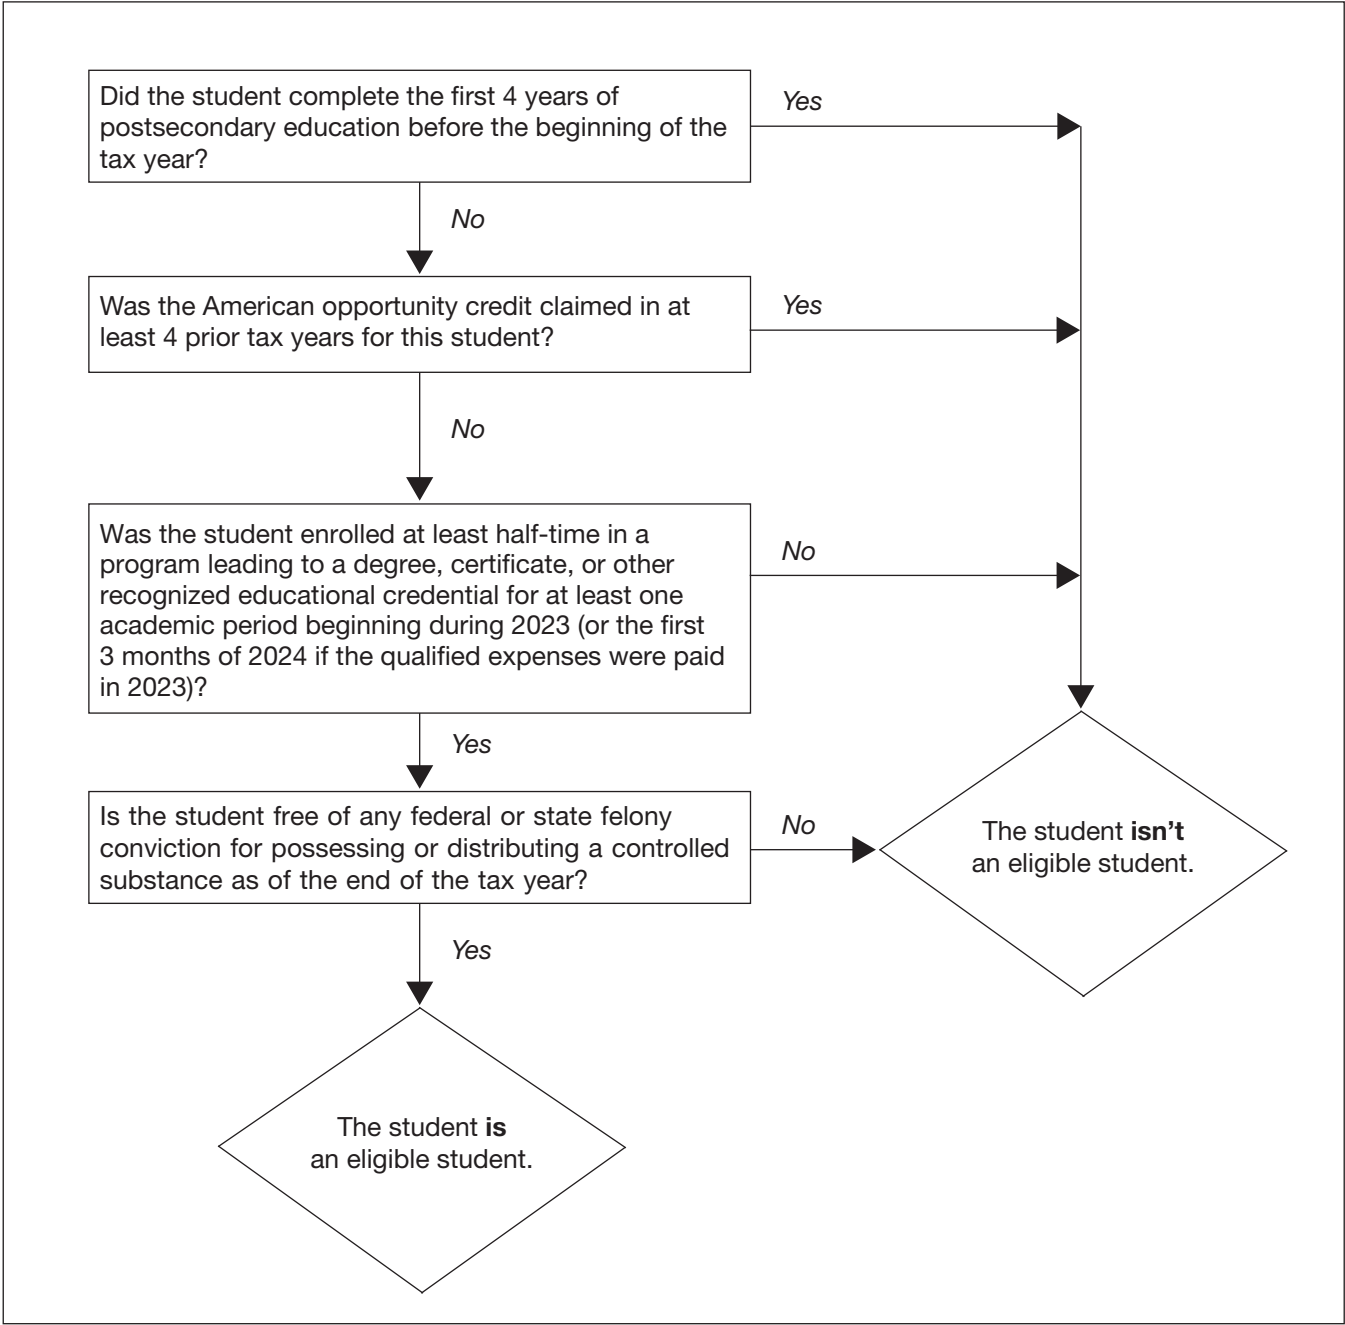 Did the student complete the first 4 years of
postsecondary education before the beginning of the
tax year?
Yes
No
Was the American opportunity credit claimed in at
least 4 prior tax years for this student?
Yes
No
Was the student enrolled at least half-time in a
program leading to a degree, certificate, or other
recognized educational credential for at least one
academic period beginning during 2023 (or the first
3 months of 2024 if the qualified expenses were paid
in 2023)?
No
Yes
Is the student free of any federal or state felony
conviction for possessing or distributing a controlled
substance as of the end of the tax year?
No
The student isn't
an eligible student.
Yes
The student is
an eligible student.